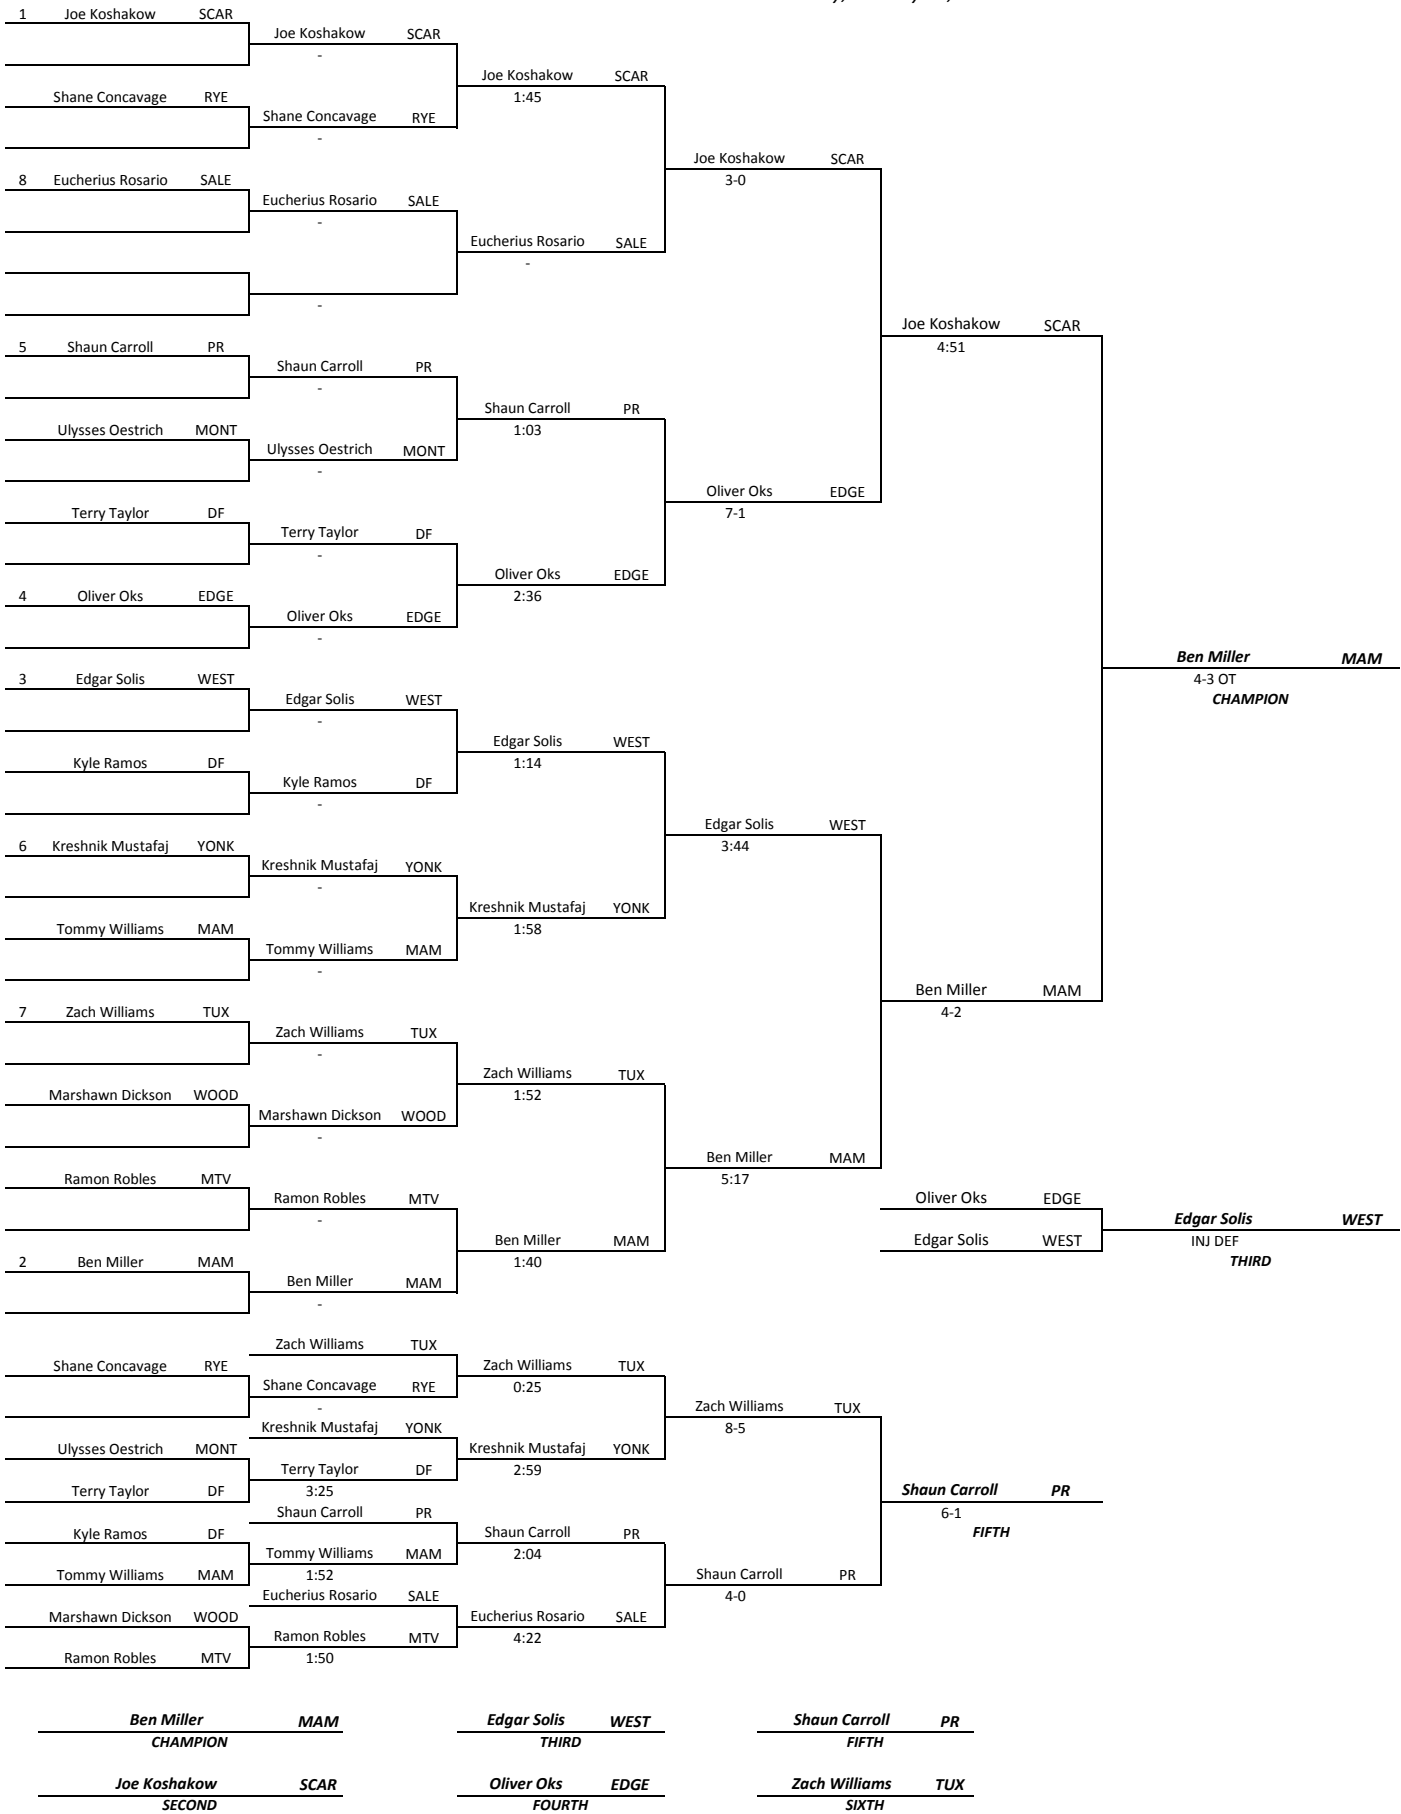 1 Joe Koshakow SCAR
Joe Koshakow SCAR
-
Joe Koshakow SCAR
1:45
Shane Concavage RYE
Shane Concavage RYE
-
Joe Koshakow SCAR
3-0
8 Eucherius Rosario SALE
Eucherius Rosario SALE
-
Eucherius Rosario SALE
-
-
Joe Koshakow SCAR
4:51
5 Shaun Carroll PR
Shaun Carroll PR
-
Shaun Carroll PR
1:03
Ulysses Oestrich MONT
Ulysses Oestrich MONT
-
Oliver Oks EDGE
7-1
Terry Taylor DF
Terry Taylor DF
-
Oliver Oks EDGE
2:36
4 Oliver Oks EDGE
Oliver Oks EDGE
-
Ben Miller MAM
4-3 OT
CHAMPION
3 Edgar Solis WEST
Edgar Solis WEST
-
Edgar Solis WEST
1:14
Kyle Ramos DF
Kyle Ramos DF
-
Edgar Solis WEST
3:44
6 Kreshnik Mustafaj YONK
Kreshnik Mustafaj YONK
-
Kreshnik Mustafaj YONK
1:58
Tommy Williams MAM
Tommy Williams MAM
-
Ben Miller MAM
4-2
7 Zach Williams TUX
Zach Williams TUX
-
Zach Williams TUX
1:52
Marshawn Dickson WOOD
Marshawn Dickson WOOD
-
Ben Miller MAM
5:17
Ramon Robles MTV
Ramon Robles MTV
-
Ben Miller MAM
1:40
2 Ben Miller MAM
Ben Miller MAM
-
Oliver Oks EDGE
Edgar Solis WEST
Edgar Solis WEST
INJ DEF
THIRD
Zach Williams TUX
Shane Concavage RYE
Zach Williams TUX
0:25
Shane Concavage RYE
-
Zach Williams TUX
8-5
Kreshnik Mustafaj YONK
Ulysses Oestrich MONT
Kreshnik Mustafaj YONK
2:59
Terry Taylor DF
3:25
Terry Taylor DF
Shaun Carroll PR
6-1
FIFTH
Shaun Carroll PR
Kyle Ramos DF
Shaun Carroll PR
2:04
Tommy Williams MAM
1:52
Tommy Williams MAM
Shaun Carroll PR
4-0
Eucherius Rosario SALE
Marshawn Dickson WOOD
Eucherius Rosario SALE
4:22
Ramon Robles MTV
1:50
Ramon Robles MTV
Ben Miller MAM
CHAMPION
Edgar Solis WEST
THIRD
Shaun Carroll PR
FIFTH
Joe Koshakow SCAR
SECOND
Oliver Oks EDGE
FOURTH
Zach Williams TUX
SIXTH